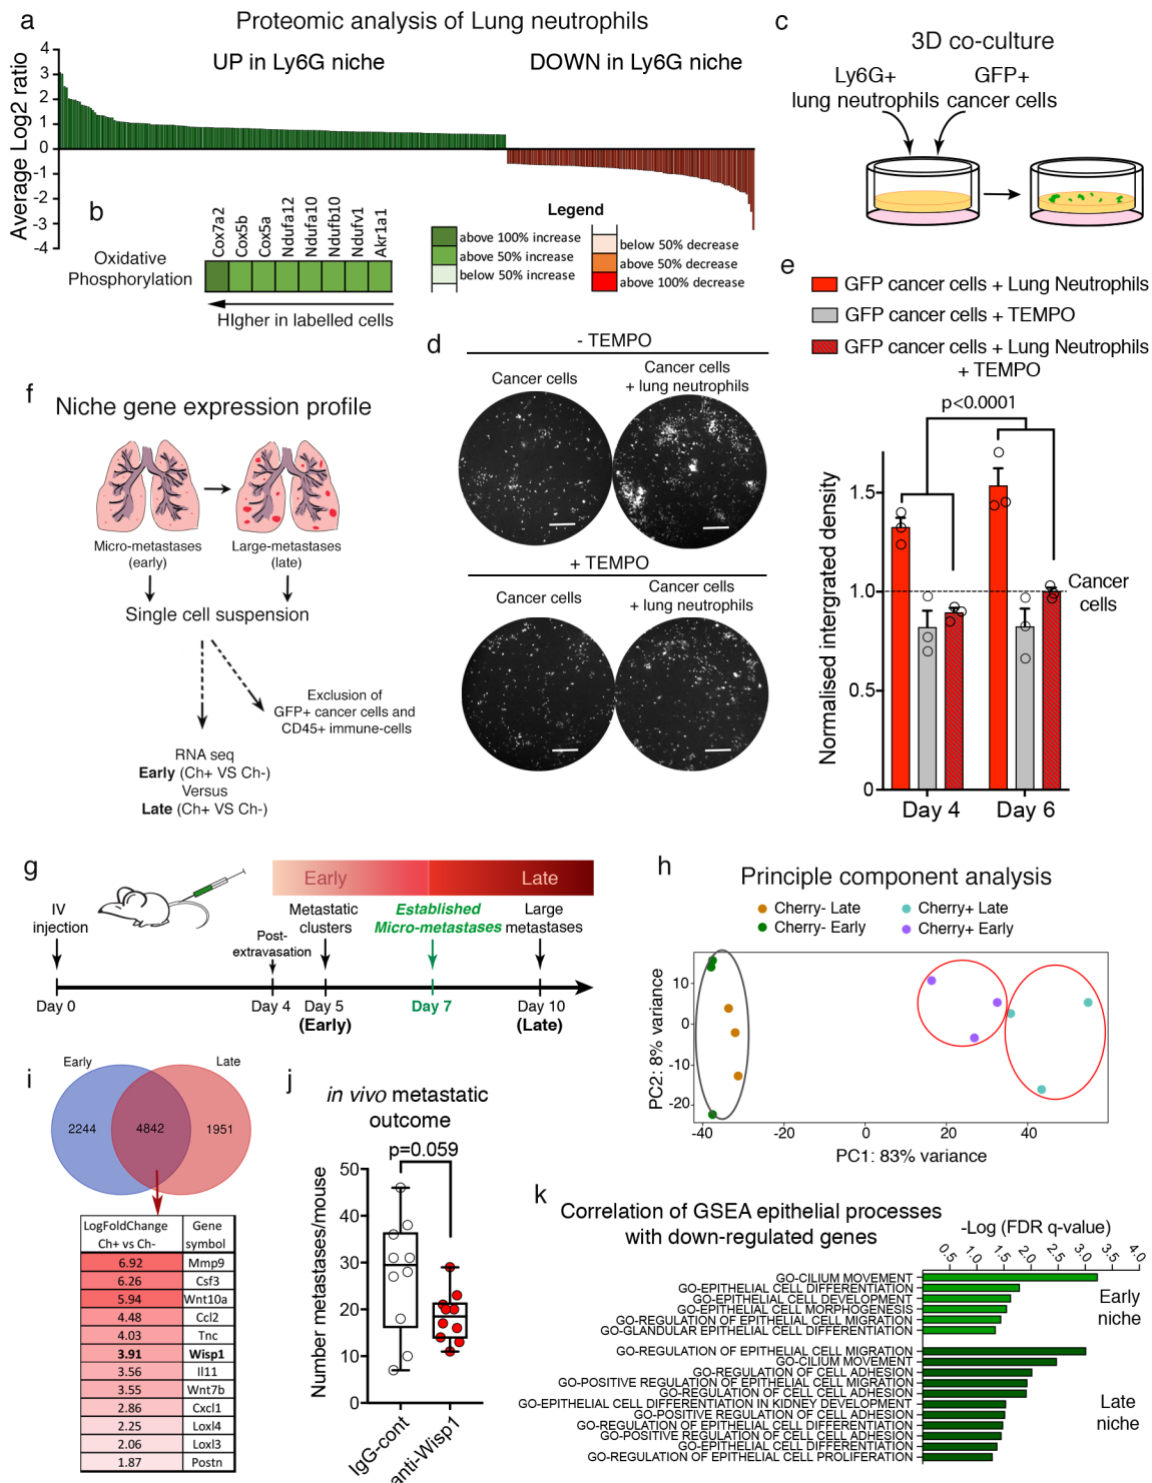 a
Proteomic analysis of Lung neutrophils
UP in Ly6G niche
DOWN in Ly6G niche
Average Log2 ratio
4
3
2
1
0
-1
-2
-3
-4
b
Oxidative
Phosphorylation
Cox7a2
Cox5b
Cox5a
Ndufa12
Ndufa10
Ndufb10
Ndufv1
Akr1a1
HIgher in labelled cells
Legend
above 100% increase
above 50% increase
below 50% increase
below 50% decrease
above 50% decrease
above 100% decrease
c
3D co-culture
Ly6G+
lung neutrophils
GFP+
cancer cells
d
- TEMPO
Cancer cells
Cancer cells
+ lung neutrophils
+ TEMPO
Cancer cells
Cancer cells
+ lung neutrophils
e
GFP cancer cells + Lung Neutrophils
GFP cancer cells + TEMPO
GFP cancer cells + Lung Neutrophils
+ TEMPO
p<0.0001
Normalised intergrated density
1.5
1.0
0.5
0
Cancer
cells
Day 4
Day 6
f
Niche gene expression profile
Micro-metastases
(early)
Large-metastases
(late)
Single cell suspension
Exclusion of
GFP+ cancer cells and
CD45+ immune-cells
RNA seq
Early (Ch+ VS Ch-)
Versus
Late (Ch+ VS Ch-)
g
Early
Late
IV
injection
Post-
extravasation
Metastatic
clusters
Established
Micro-metastases
Large
metastases
Day 0
Day 4
Day 5
(Early)
Day 7
Day 10
(Late)
h
Principle component analysis
Cherry- Late
Cherry- Early
Cherry+ Late
Cherry+ Early
PC2: 8% variance
10
0
-10
-20
-40
-20
0
20
40
PC1: 83% variance
i
Early
Late
2244
4842
1951
LogFoldChange
Ch+ vs Ch-
Gene
symbol
6.92 Mmp9
6.26 Csf3
5.94 Wnt10a
4.48 Ccl2
4.03 Tnc
3.91 Wisp1
3.56 Il11
3.55 Wnt7b
2.86 Cxcl1
2.25 Loxl4
2.06 Loxl3
1.87 Postn
j
in vivo metastatic
outcome
p=0.059
Number metastases/mouse
50
40
30
20
10
0
IgG-cont
anti-Wisp1
k
Correlation of GSEA epithelial processes
with down-regulated genes
-Log (FDR q-value)
0.5
1.0
1.5
2.0
2.5
3.0
3.5
4.0
GO-CILIUM MOVEMENT
GO-EPITHELIAL CELL DIFFERENTIATION
GO-EPITHELIAL CELL DEVELOPMENT
GO-EPITHELIAL CELL MORPHOGENESIS
GO-REGULATION OF EPITHELIAL CELL MIGRATION
GO-GLANDULAR EPITHELIAL CELL DIFFERENTIATION
Early
niche
GO-REGULATION OF EPITHELIAL CELL MIGRATION
GO-CILIUM MOVEMENT
GO-REGULATION OF CELL ADHESION
GO-POSITIVE REGULATION OF EPITHELIAL CELL MIGRATION
GO-REGULATION OF CELL CELL ADHESION
GO-EPITHELIAL CELL DIFFERENTIATION IN KIDNEY DEVELOPMENT
GO-POSITIVE REGULATION OF CELL ADHESION
GO-REGULATION OF EPITHELIAL CELL DIFFERENTIATION
GO-POSITIVE REGULATION OF CELL CELL ADHESION
GO-EPITHELIAL CELL DIFFERENTIATION
GO-REGULATION OF EPITHELIAL CELL PROLIFERATION
Late
niche